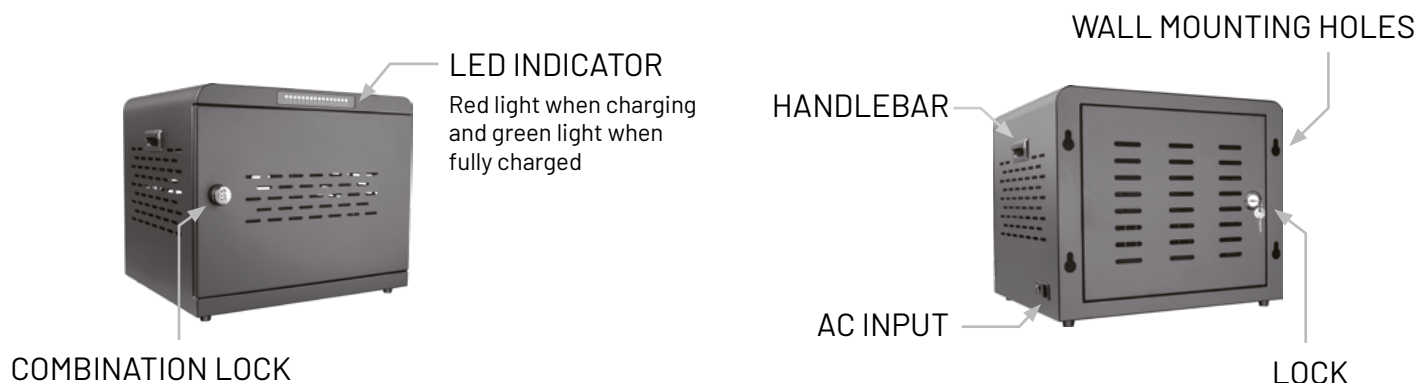 LED INDICATOR
Red light when charging
and green light when
fully charged
COMBINATION LOCK
WALL MOUNTING HOLES
HANDLEBAR
AC INPUT
LOCK